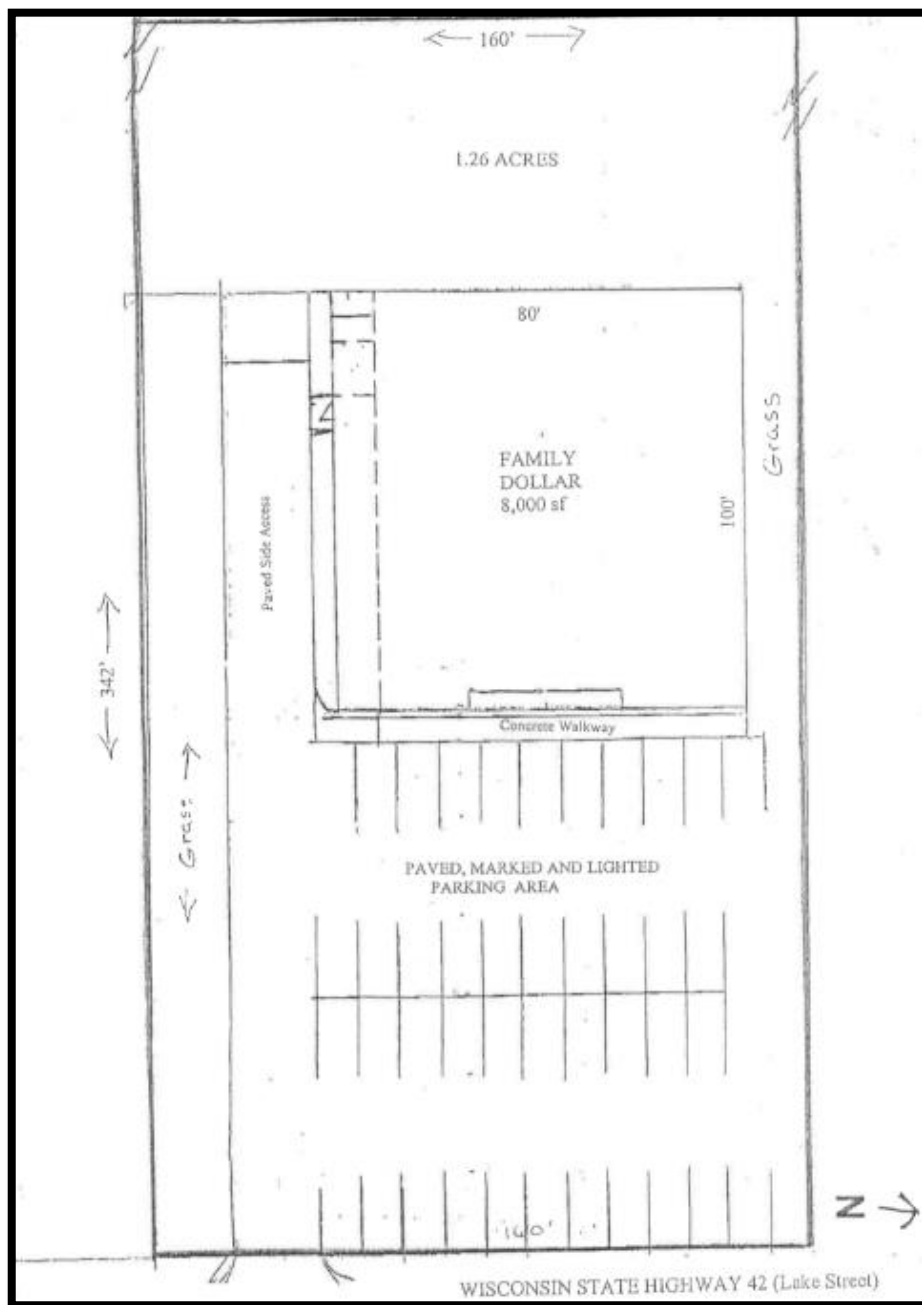 160'
1.26 ACRES
80'
FAMILY
DOLLAR
8,000 sf
100'
Grass
Paved Side Access
342'
Concrete Walkway
Grass
PAVED, MARKED AND LIGHTED
PARKING AREA
160'
N
WISCONSIN STATE HIGHWAY 42 (Lake Street)